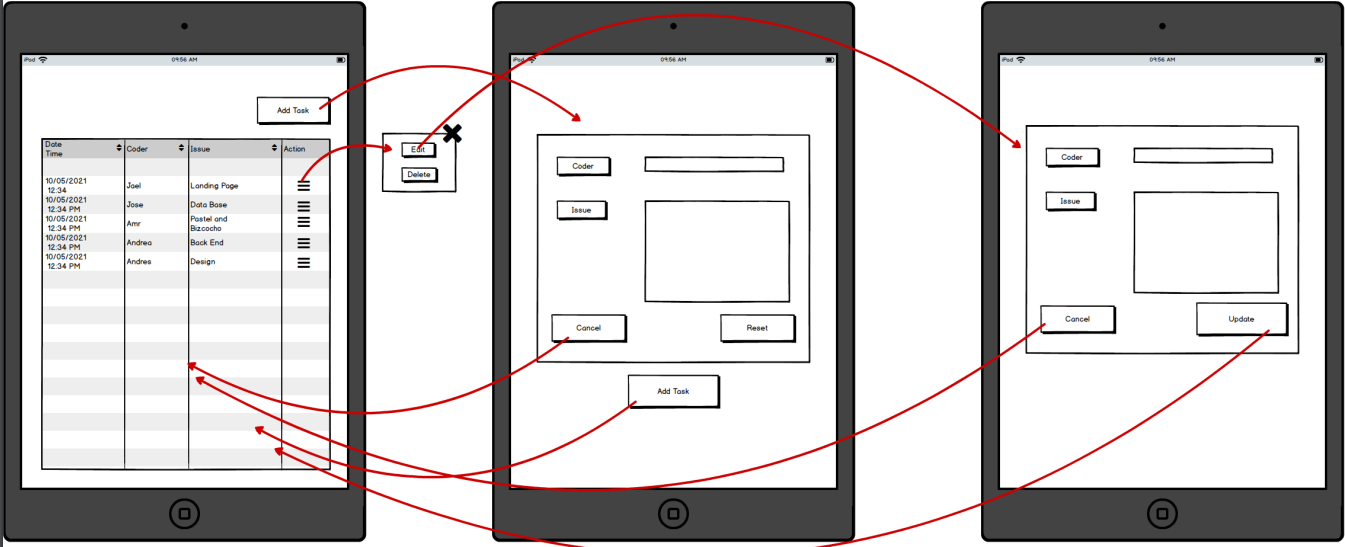 iPad 09:56 AM
Add Task
Date Time Coder Issue Action
10/05/2021 12:34 Joel Landing Page
10/05/2021 12:34 PM Jose Data Base
10/05/2021 12:34 PM Amr Pastel and Bizcocho
10/05/2021 12:34 PM Andrea Back End
10/05/2021 12:34 PM Andres Design
Edit
Delete
iPad 09:56 AM
Coder
Issue
Cancel Reset
Add Task
iPad 09:56 AM
Coder
Issue
Cancel Update